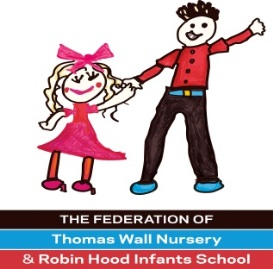 THE FEDERATION OF
Thomas Wall Nursery
& Robin Hood Infants School